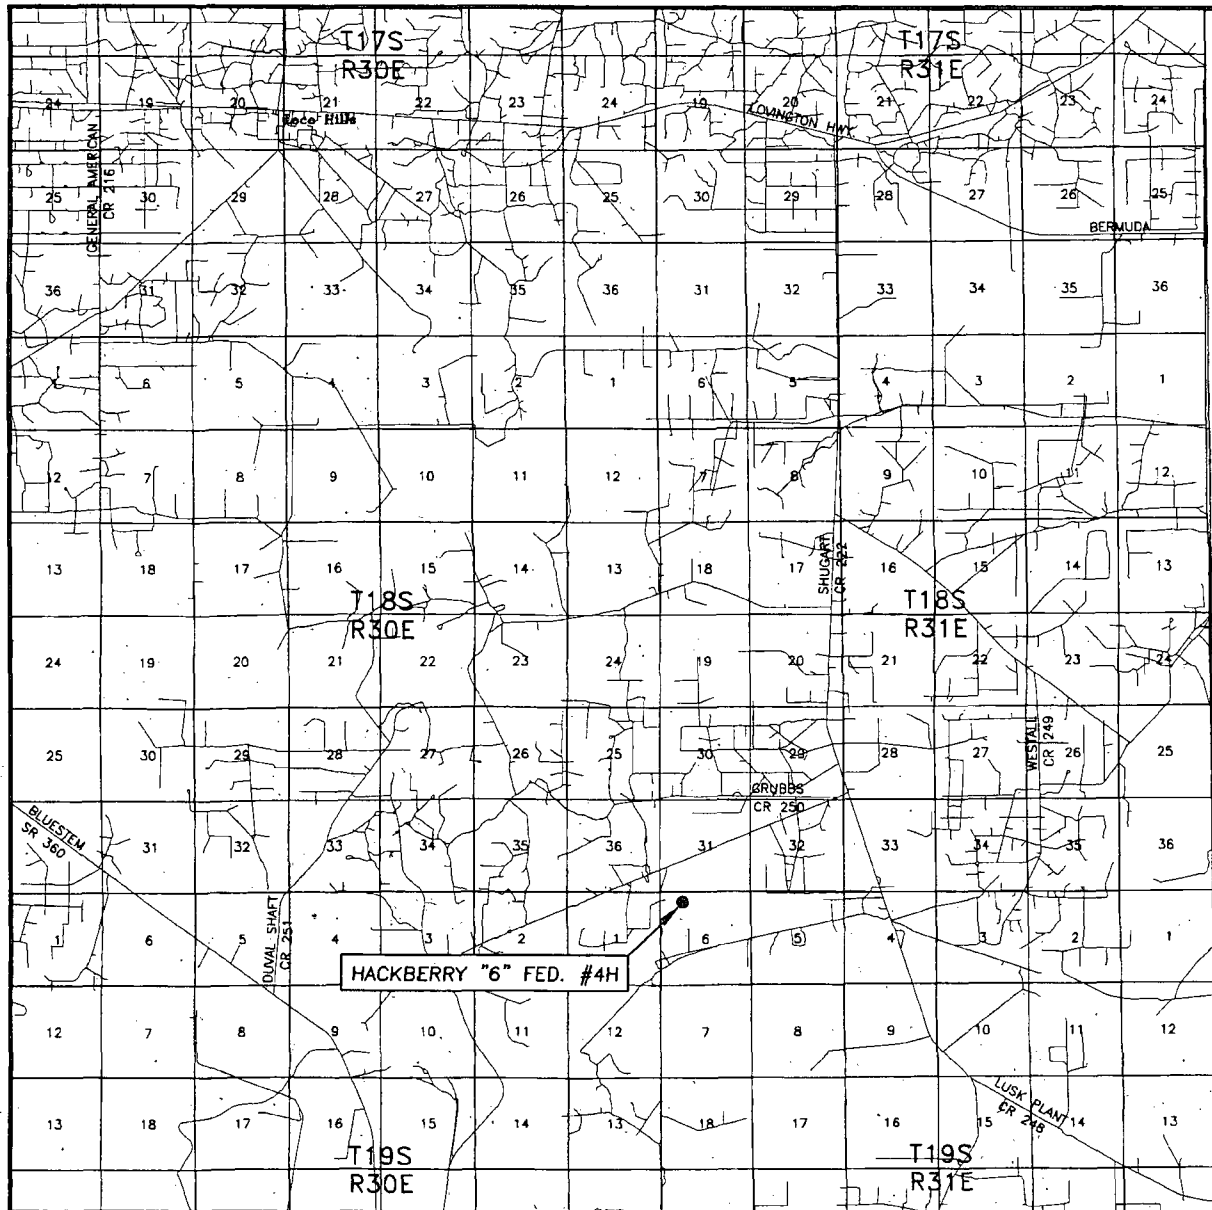 T17S
R30E
T17S
R31E
24 19 20 21 22 23 24 19 20 21 22 23 24
Loco Hills
LOVINGTON HWY.
GENERAL AMERICAN
CR 216
25 30 29 28 27 26 25 30 29 28 27 26 25
BERMUDA
36 31 32 33 34 35 36 31 32 33 34 35 36
6 5 4 3 2 1 6 5 4 3 2 1
12 7 8 9 10 11 12 7 8 9 10 11 12
SHUGART
CR 222
13 18 17 16 15 14 13 18 17 16 15 14 13
T18S
R30E
T18S
R31E
24 19 20 21 22 23 24 19 20 21 22 23 24
WESTALL
CR 249
25 30 29 28 27 26 25 30 29 28 27 26 25
GRUBBS
CR 250
BLUESTEM
SR 360
31 32 33 34 35 36 31 32 33 34 35 36
DUVAL SHAFT
CR 251
1 6 5 4 3 2 1 6 5 4 3 2 1
HACKBERRY "6" FED. #4H
12 7 8 9 10 11 12 7 8 9 10 11 12
LUSK PLANT
CR 248
13 18 17 16 15 14 13 18 17 16 15 14 13
T19S
R30E
T19S
R31E